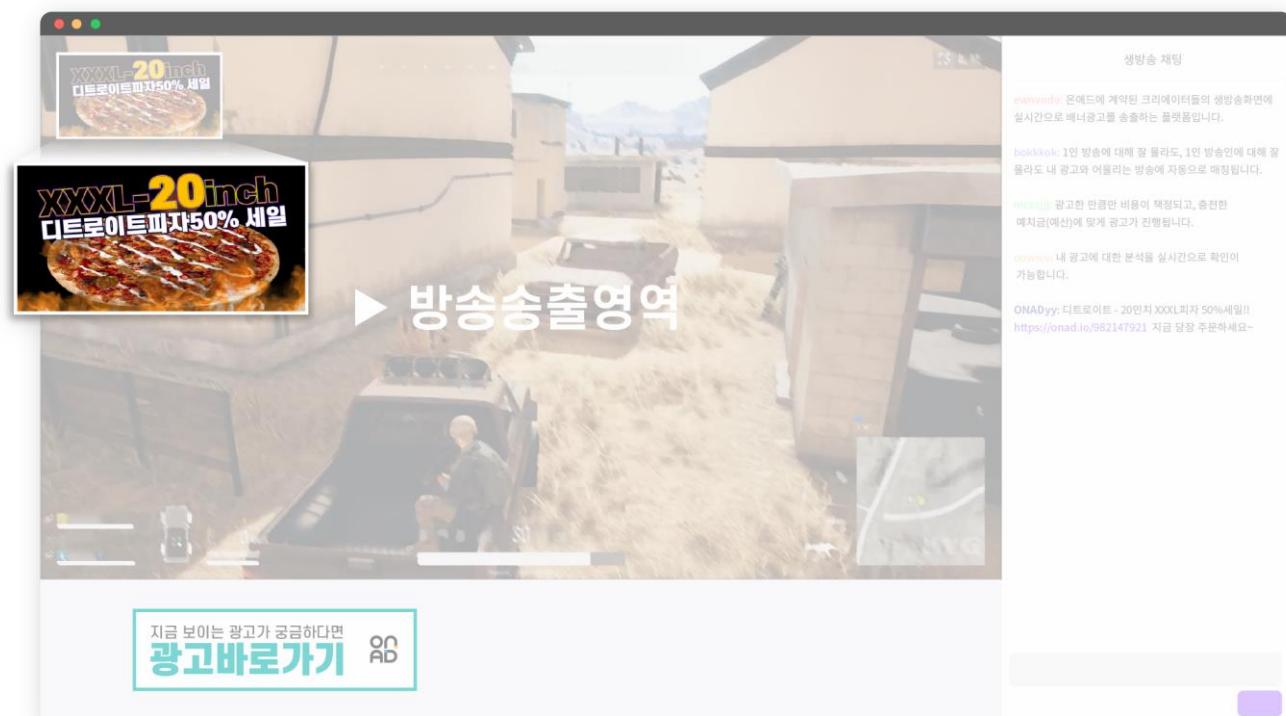 XXXL-20inch
디트로이트피자50% 세일
XXXL-20inch
디트로이트피자50% 세일
▶ 방송송출영역
생방송 채팅
온애드에 계약된 크리에이터들의 생방송화면에
실시간으로 배너광고를 송출하는 플랫폼입니다.
bokkkok: 1인 방송에 대해 잘 몰라도, 1인 방송인에 대해 잘
몰라도 내 광고와 어울리는 방송에 자동으로 매칭됩니다.
광고한 만큼만 비용이 책정되고, 충전한
예치금(예산)에 맞게 광고가 진행됩니다.
내 광고에 대한 분석을 실시간으로 확인이
가능합니다.
ONADyy: 디트로이트 - 20인치 XXXL피자 50%세일!!
https://onad.io/982147921 지금 당장 주문하세요~
지금 보이는 광고가 궁금하다면
광고바로가기
ON
AD